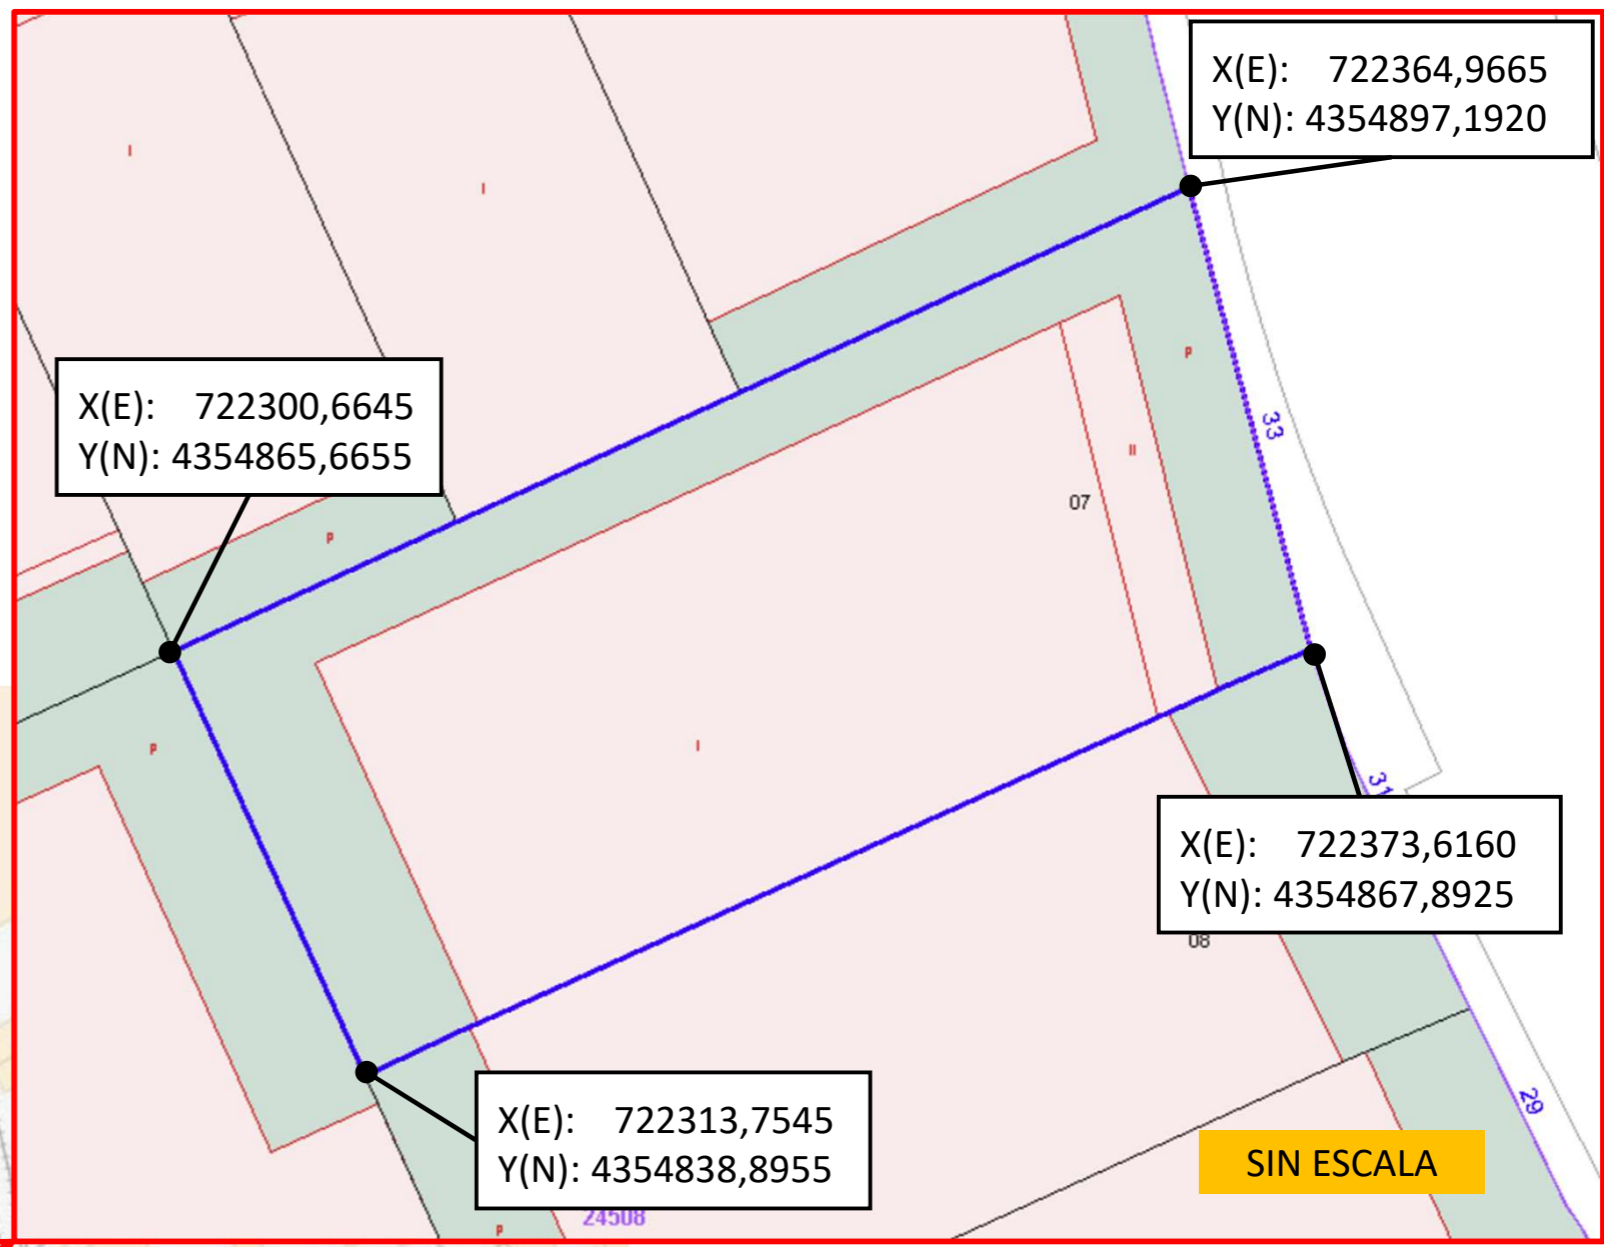 X(E): 722364,9665
Y(N): 4354897,1920
I
I
P
33
X(E): 722300,6645
Y(N): 4354865,6655
II
07
P
P
I
31
X(E): 722373,6160
Y(N): 4354867,8925
08
X(E): 722313,7545
Y(N): 4354838,8955
29
SIN ESCALA
24508
P